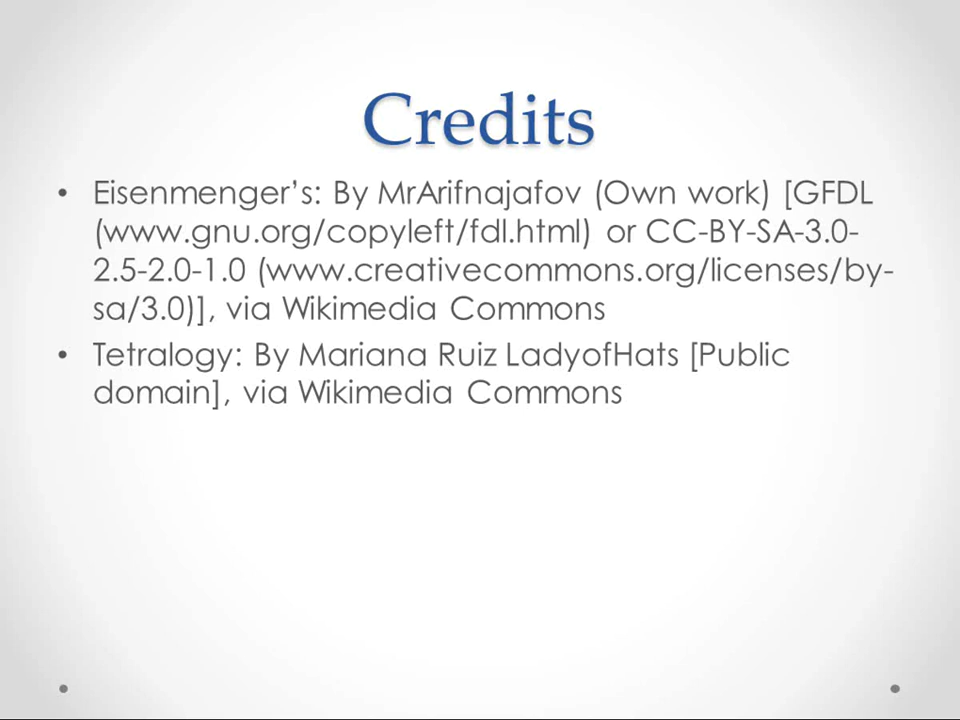 Credits
• Eisenmenger’s: By MrArifnajafov (Own work) [GFDL
(www.gnu.org/copyleft/fdl.html) or CC-BY-SA-3.0-
2.5-2.0-1.0 (www.creativecommons.org/licenses/by-
sa/3.0)], via Wikimedia Commons
• Tetralogy: By Mariana Ruiz LadyofHats [Public
domain], via Wikimedia Commons